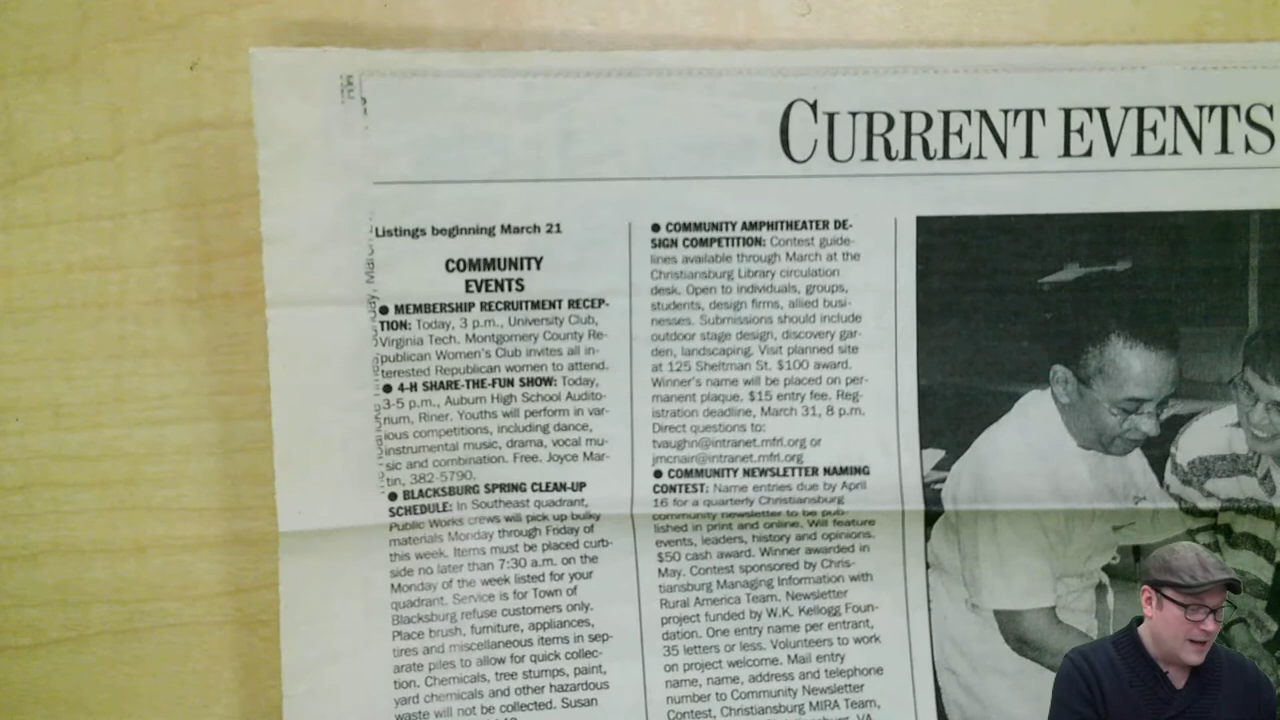 CURRENT EVENTS
Listings beginning March 21
COMMUNITY
EVENTS
● MEMBERSHIP RECRUITMENT RECEP-
TION: Today, 3 p.m., University Club,
Virginia Tech. Montgomery County Re-
publican Women's Club invites all in-
terested Republican women to attend.
● 4-H SHARE-THE-FUN SHOW: Today,
3-5 p.m., Auburn High School Audito-
rium, Riner. Youths will perform in var-
ious competitions, including dance,
instrumental music, drama, vocal mu-
sic and combination. Free. Joyce Mar-
tin, 382-5790.
● BLACKSBURG SPRING CLEAN-UP
SCHEDULE: In Southeast quadrant,
Public Works crews will pick up bulky
materials Monday through Friday of
this week. Items must be placed curb-
side no later than 7:30 a.m. on the
Monday of the week listed for your
quadrant. Service is for Town of
Blacksburg refuse customers only.
Place brush, furniture, appliances,
tires and miscellaneous items in sep-
arate piles to allow for quick collec-
tion. Chemicals, tree stumps, paint,
yard chemicals and other hazardous
waste will not be collected. Susan
● COMMUNITY AMPHITHEATER DE-
SIGN COMPETITION: Contest guide-
lines available through March at the
Christiansburg Library circulation
desk. Open to individuals, groups,
students, design firms, allied busi-
nesses. Submissions should include
outdoor stage design, discovery gar-
den, landscaping. Visit planned site
at 125 Sheltman St. $100 award.
Winner's name will be placed on per-
manent plaque. $15 entry fee. Reg-
istration deadline, March 31, 8 p.m.
Direct questions to:
tvaughn@intranet.mfrl.org or
jmcnair@intranet.mfrl.org
● COMMUNITY NEWSLETTER NAMING
CONTEST: Name entries due by April
16 for a quarterly Christiansburg
community newsletter to be pub-
lished in print and online. Will feature
events, leaders, history and opinions.
$50 cash award. Winner awarded in
May. Contest sponsored by Chris-
tiansburg Managing Information with
Rural America Team. Newsletter
project funded by W.K. Kellogg Foun-
dation. One entry name per entrant,
35 letters or less. Volunteers to work
on project welcome. Mail entry
name, name, address and telephone
number to Community Newsletter
Contest, Christiansburg MIRA Team,